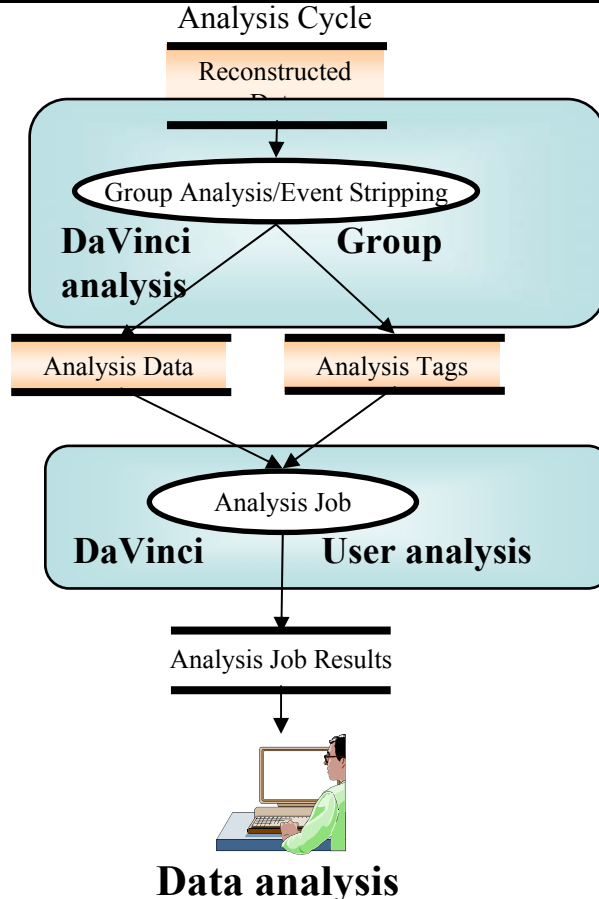 Analysis Cycle
Reconstructed
Group Analysis/Event Stripping
DaVinci Group
analysis
Analysis Data Analysis Tags
Analysis Job
DaVinci User analysis
Analysis Job Results
Data analysis